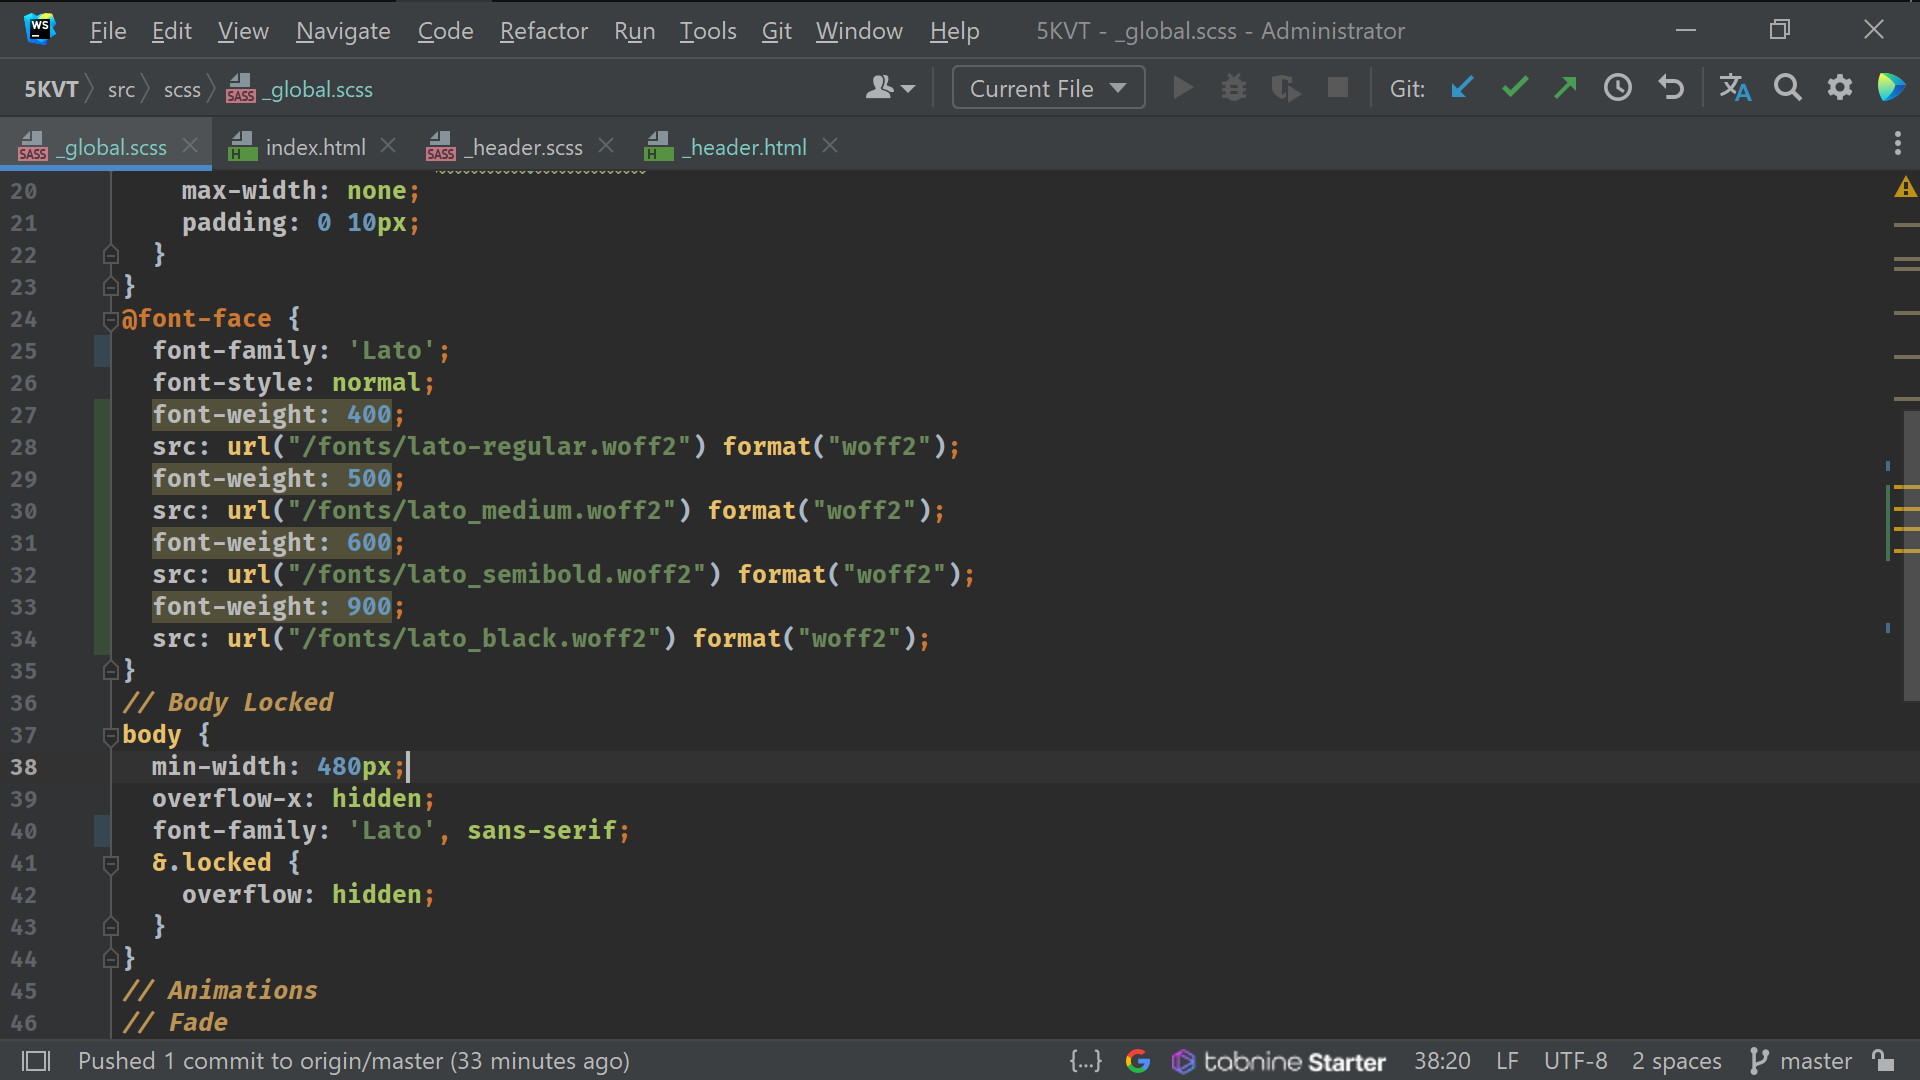 WS File Edit View Navigate Code Refactor Run Tools Git Window Help 5KVT - _global.scss - Administrator
5KVT src scss SASS _global.scss Current File Git:
SASS _global.scss H index.html SASS _header.scss H _header.html
20 max-width: none;
21 padding: 0 10px;
22 }
23 }
24 @font-face {
25 font-family: 'Lato';
26 font-style: normal;
27 font-weight: 400;
28 src: url("/fonts/lato-regular.woff2") format("woff2");
29 font-weight: 500;
30 src: url("/fonts/lato_medium.woff2") format("woff2");
31 font-weight: 600;
32 src: url("/fonts/lato_semibold.woff2") format("woff2");
33 font-weight: 900;
34 src: url("/fonts/lato_black.woff2") format("woff2");
35 }
36 // Body Locked
37 body {
38 min-width: 480px;
39 overflow-x: hidden;
40 font-family: 'Lato', sans-serif;
41 &.locked {
42 overflow: hidden;
43 }
44 }
45 // Animations
46 // Fade
Pushed 1 commit to origin/master (33 minutes ago) {...} G tabnine Starter 38:20 LF UTF-8 2 spaces master